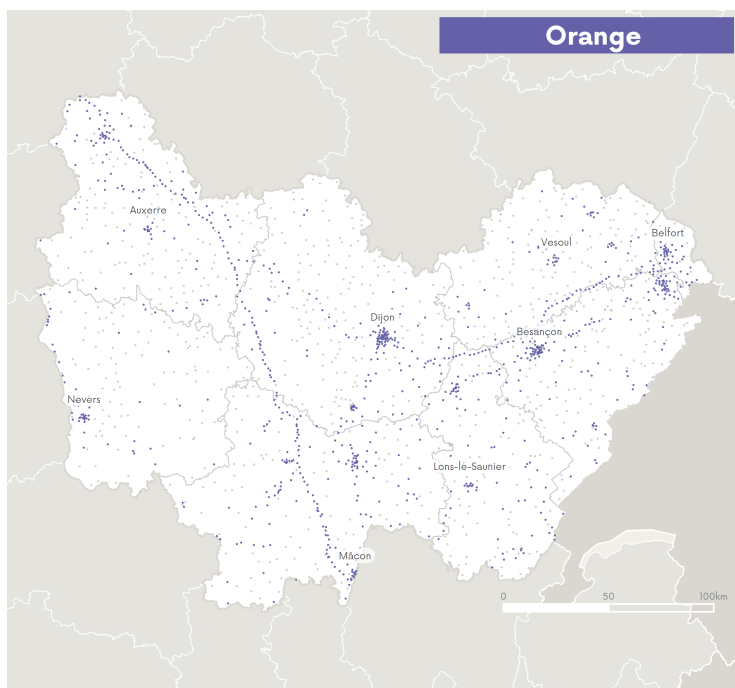 Orange
Auxerre
Belfort
Vesoul
Dijon
Besançon
Nevers
Lons-le-Saunier
Mâcon
0 50 100km